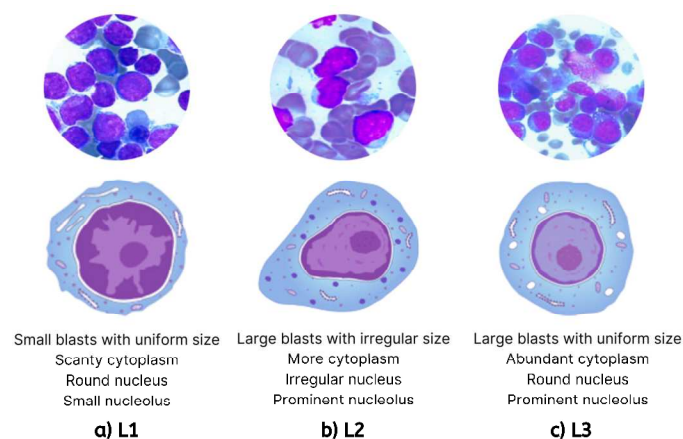 Small blasts with uniform size
Scanty cytoplasm
Round nucleus
Small nucleolus
a) L1
Large blasts with irregular size
More cytoplasm
Irregular nucleus
Prominent nucleolus
b) L2
Large blasts with uniform size
Abundant cytoplasm
Round nucleus
Prominent nucleolus
c) L3